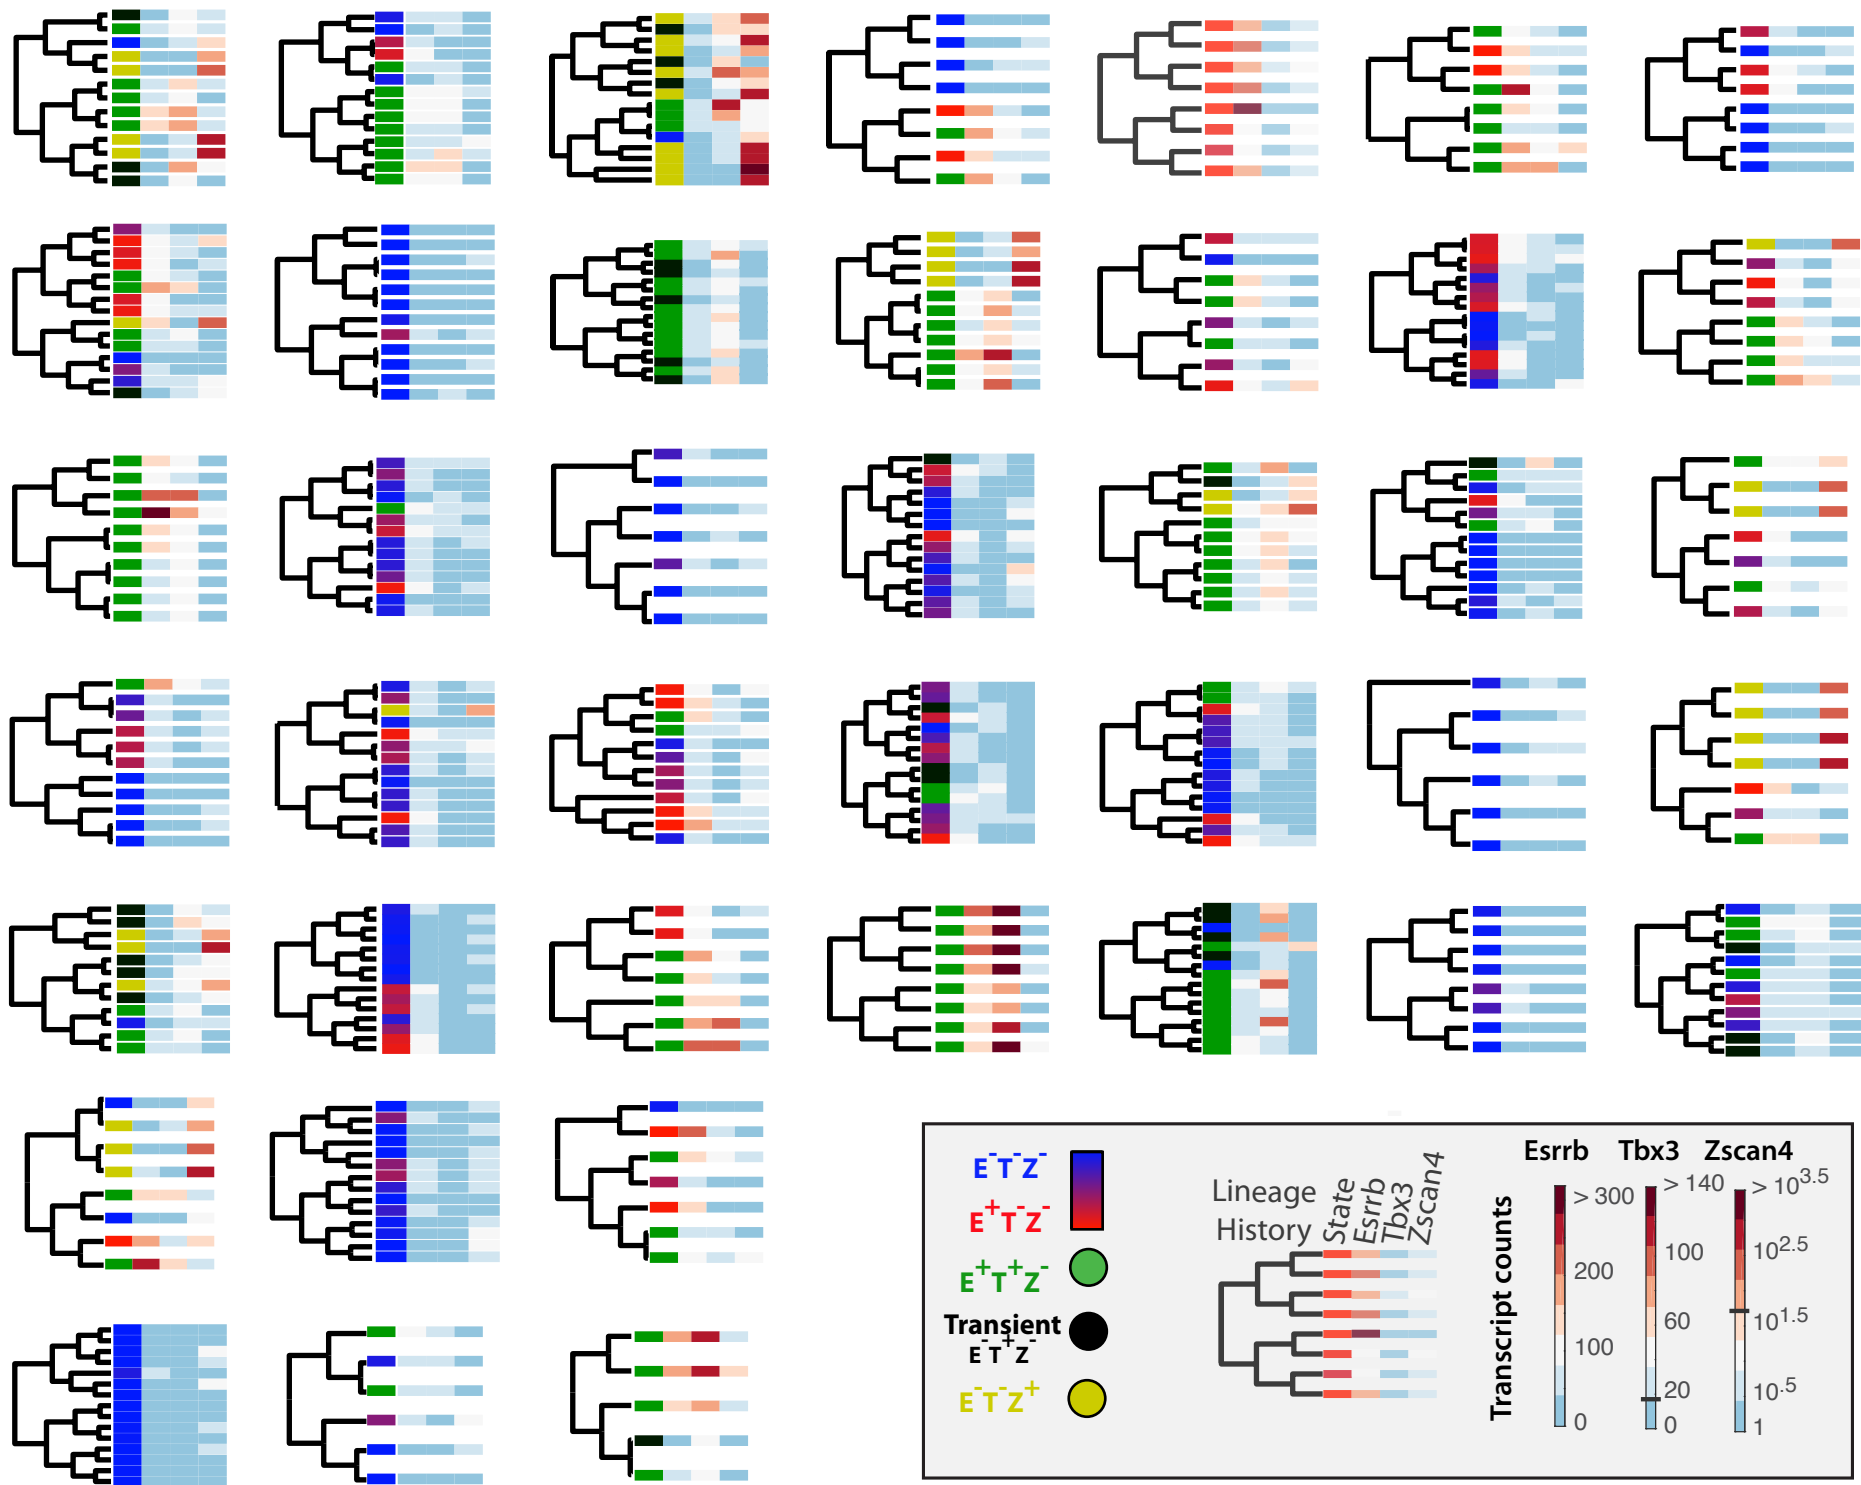 E-T-Z-
E+T-Z-
E+T+Z-
Transient
E-T+Z-
E-T-Z+
Lineage
History
State
Esrrb
Tbx3
Zscan4
Transcript counts
Esrrb Tbx3 Zscan4
> 300
200
100
0
> 140
100
60
20
0
> 10^3.5
10^2.5
10^1.5
10^.5
1